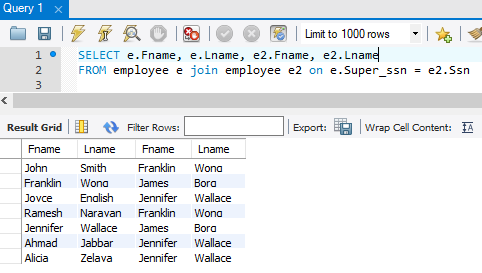 Query 1
Limit to 1000 rows
1 SELECT e.Fname, e.Lname, e2.Fname, e2.Lname
2 FROM employee e join employee e2 on e.Super_ssn = e2.Ssn
3
Result Grid Filter Rows: Export: Wrap Cell Content: IA
Fname Lname Fname Lname
John Smith Franklin Wong
Franklin Wong James Borg
Joyce English Jennifer Wallace
Ramesh Narayan Franklin Wong
Jennifer Wallace James Borg
Ahmad Jabbar Jennifer Wallace
Alicia Zelaya Jennifer Wallace